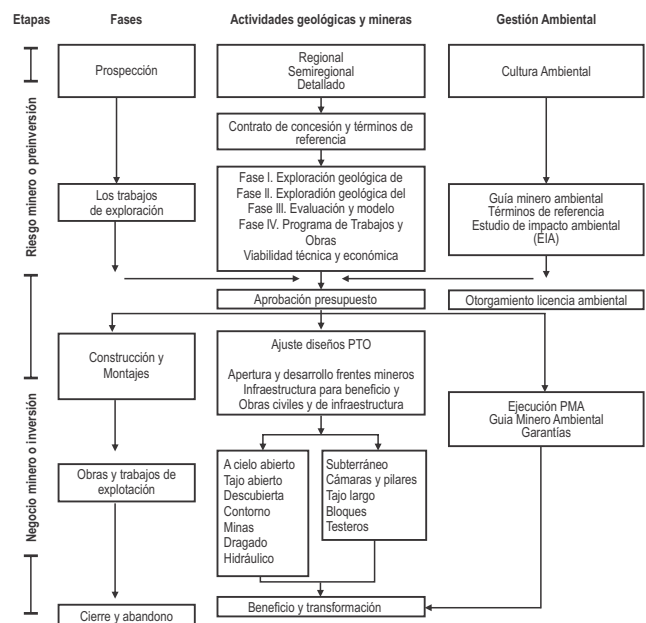 Etapas
Fases
Actividades geológicas y mineras
Gestión Ambiental
Riesgo minero o preinversión
Negocio minero o inversión
Prospección
Regional
Semiregional
Detallado
Cultura Ambiental
Contrato de concesión y términos de
referencia
Los trabajos
de exploración
Fase I. Exploración geológica de
Fase II. Exploradión geológica del
Fase III. Evaluación y modelo
Fase IV. Programa de Trabajos y
Obras
Viabilidad técnica y económica
Guía minero ambiental
Términos de referencia
Estudio de impacto ambiental
(EIA)
Aprobación presupuesto
Otorgamiento licencia ambiental
Construcción y
Montajes
Ajuste diseños PTO
Apertura y desarrollo frentes mineros
Infraestructura para beneficio y
Obras civiles y de infraestructura
Ejecución PMA
Guía Minero Ambiental
Garantías
Obras y trabajos de
explotación
A cielo abierto
Tajo abierto
Descubierta
Contorno
Minas
Dragado
Hidráulico
Subterráneo
Cámaras y pilares
Tajo largo
Bloques
Testeros
Cierre y abandono
Beneficio y transformación